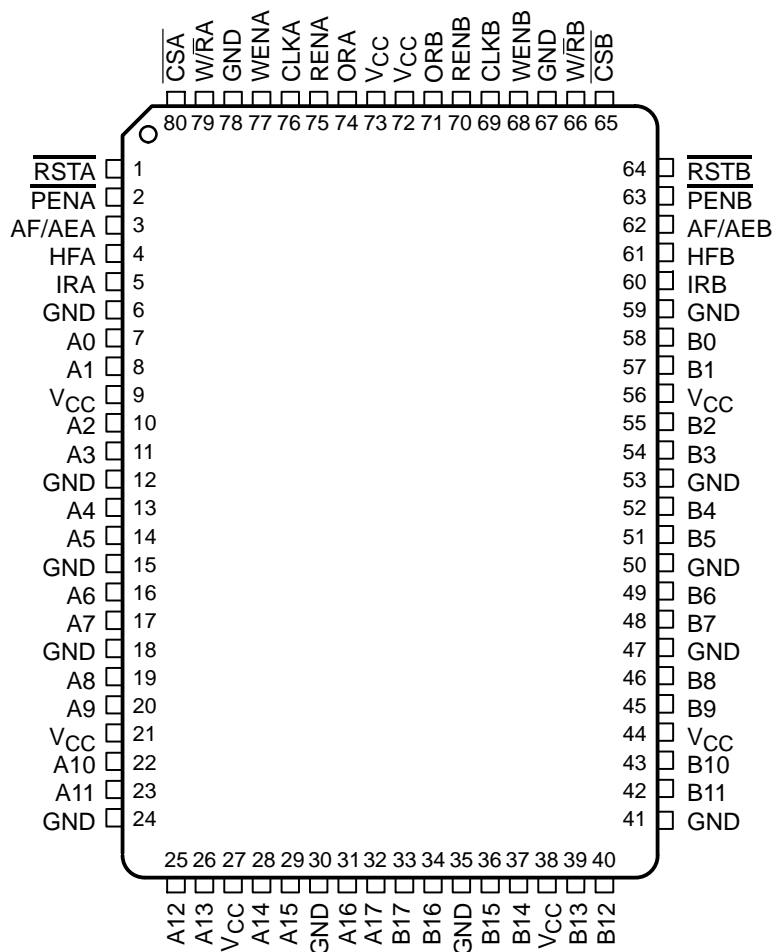 CSA W/RA GND WENA CLKA RENA ORA VCC VCC ORB RENB CLKB WENB GND W/RB CSB
80 79 78 77 76 75 74 73 72 71 70 69 68 67 66 65
RSTA 1 64 RSTB
PENA 2 63 PENB
AF/AEA 3 62 AF/AEB
HFA 4 61 HFB
IRA 5 60 IRB
GND 6 59 GND
A0 7 58 B0
A1 8 57 B1
VCC 9 56 VCC
A2 10 55 B2
A3 11 54 B3
GND 12 53 GND
A4 13 52 B4
A5 14 51 B5
GND 15 50 GND
A6 16 49 B6
A7 17 48 B7
GND 18 47 GND
A8 19 46 B8
A9 20 45 B9
VCC 21 44 VCC
A10 22 43 B10
A11 23 42 B11
GND 24 41 GND
25 26 27 28 29 30 31 32 33 34 35 36 37 38 39 40
A12 A13 VCC A14 A15 GND A16 A17 B17 B16 GND B15 B14 VCC B13 B12